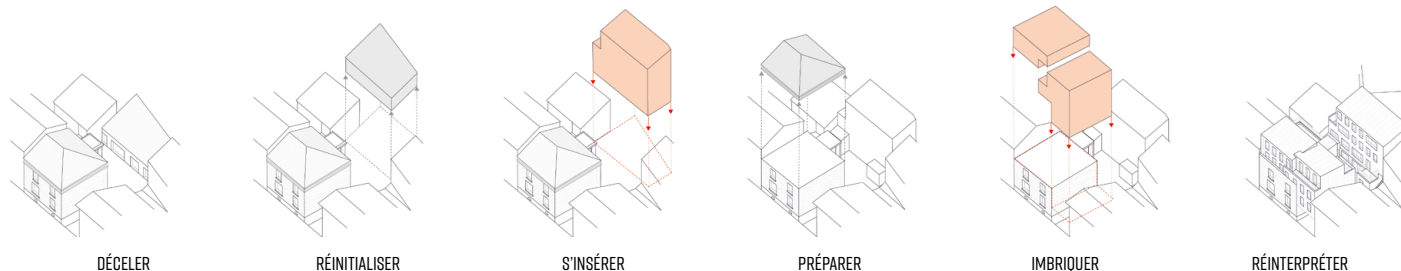 DÉCELER
RÉINITIALISER
S'INSÉRER
PRÉPARER
IMBRIQUER
RÉINTERPRÉTER